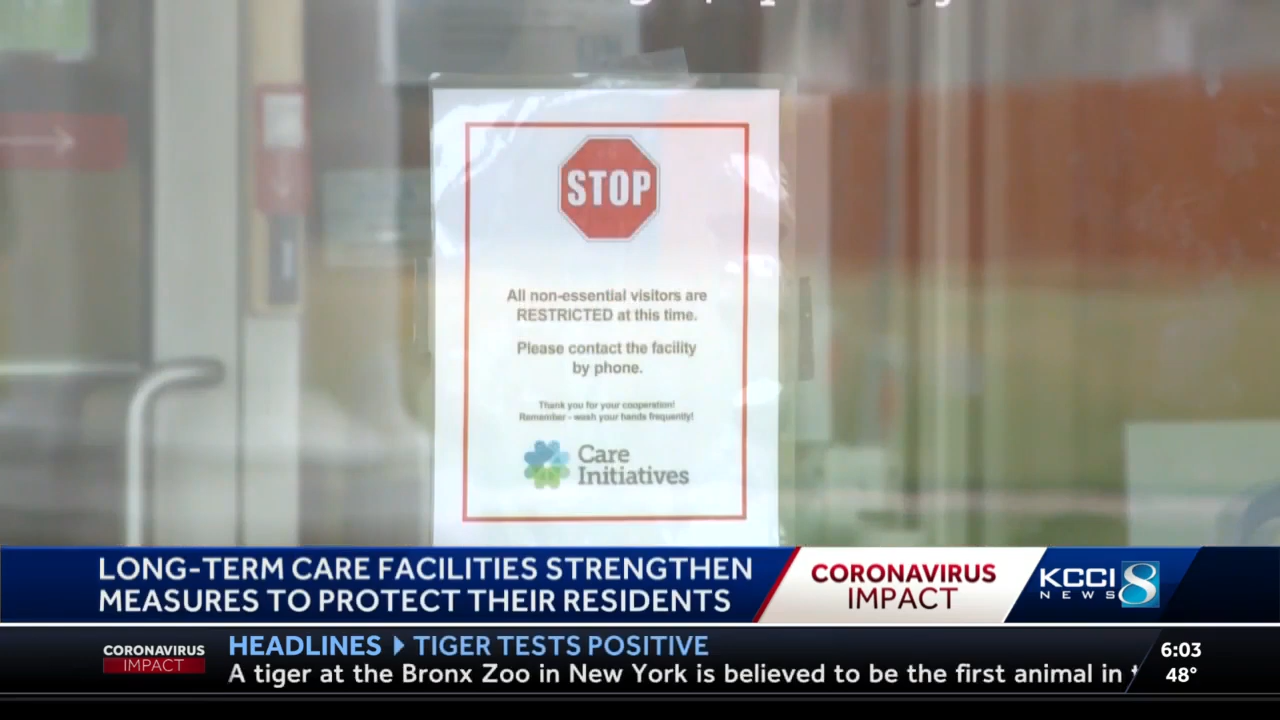 STOP
All non-essential visitors are
RESTRICTED at this time.
Please contact the facility
by phone.
Thank you for your cooperation!
Remember - wash your hands frequently!
Care
Initiatives
LONG-TERM CARE FACILITIES STRENGTHEN
MEASURES TO PROTECT THEIR RESIDENTS
CORONAVIRUS
IMPACT
KCCI 8
NEWS
CORONAVIRUS
IMPACT
HEADLINES TIGER TESTS POSITIVE
A tiger at the Bronx Zoo in New York is believed to be the first animal in
6:03
48°